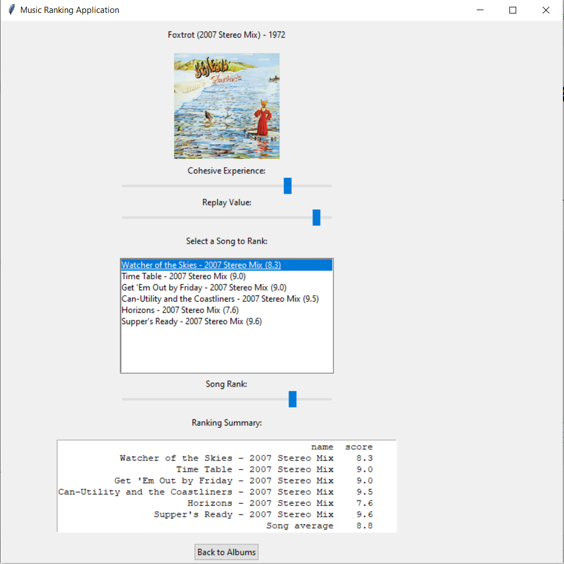 Music Ranking Application
Foxtrot (2007 Stereo Mix) - 1972
GENESIS
Foxtrot
Cohesive Experience:
Replay Value:
Select a Song to Rank:
Watcher of the Skies - 2007 Stereo Mix (8.3)
Time Table - 2007 Stereo Mix (9.0)
Get 'Em Out by Friday - 2007 Stereo Mix (9.0)
Can-Utility and the Coastliners - 2007 Stereo Mix (9.5)
Horizons - 2007 Stereo Mix (7.6)
Supper's Ready - 2007 Stereo Mix (9.6)
Song Rank:
Ranking Summary:
name score
Watcher of the Skies - 2007 Stereo Mix 8.3
Time Table - 2007 Stereo Mix 9.0
Get 'Em Out by Friday - 2007 Stereo Mix 9.0
Can-Utility and the Coastliners - 2007 Stereo Mix 9.5
Horizons - 2007 Stereo Mix 7.6
Supper's Ready - 2007 Stereo Mix 9.6
Song average 8.8
Back to Albums